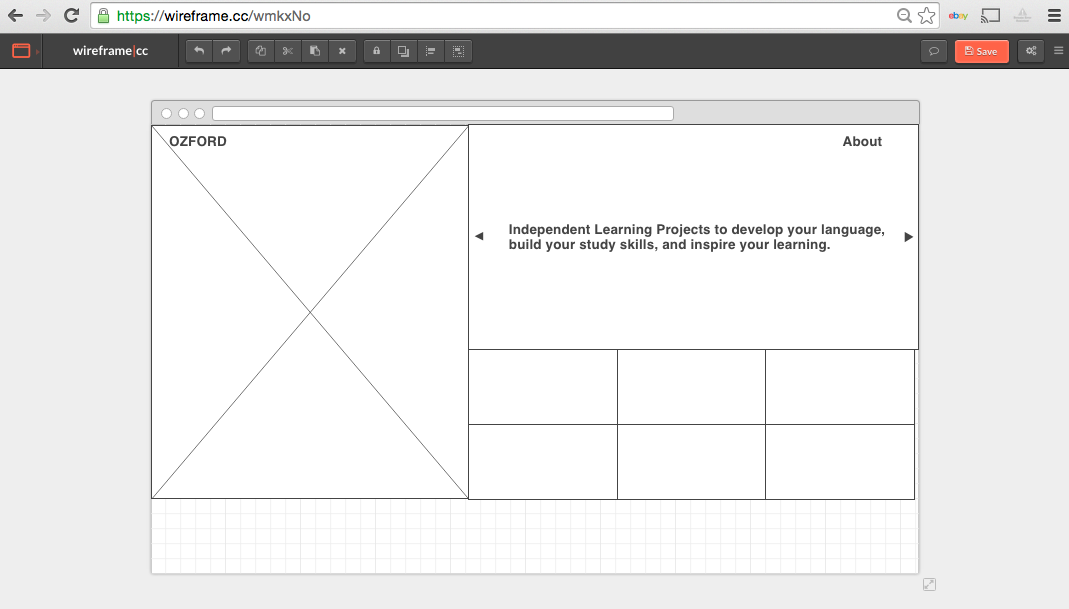 https://wireframe.cc/wmkxNo
ebay
wireframe|cc
Save
OZFORD
About
Independent Learning Projects to develop your language,
build your study skills, and inspire your learning.